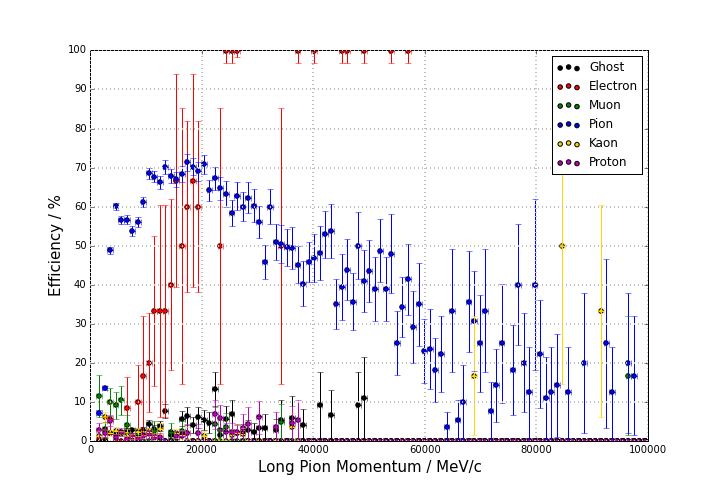 100
90
80
70
60
50
40
30
20
10
0
Efficiency / %
0
20000
40000
60000
80000
100000
Long Pion Momentum / MeV/c
Ghost
Electron
Muon
Pion
Kaon
Proton